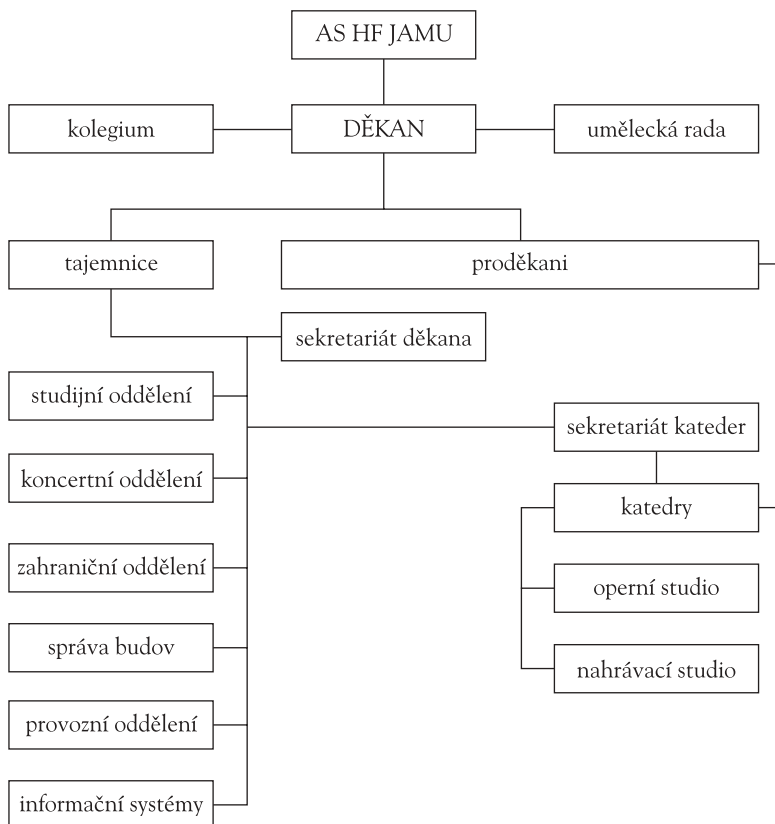 AS HF JAMU
kolegium
DĚKAN
umělecká rada
tajemnice
proděkani
sekretariát děkana
studijní oddělení
sekretariát kateder
koncertní oddělení
katedry
zahraniční oddělení
operní studio
správa budov
nahrávací studio
provozní oddělení
informační systémy